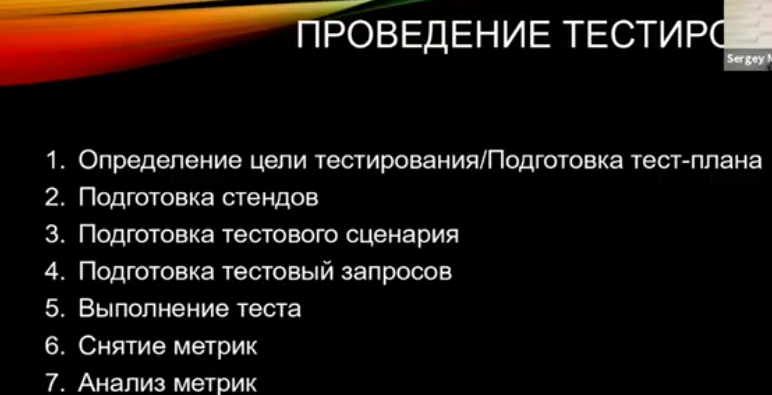 ПРОВЕДЕНИЕ
Sergey
1. Определение цели тестирования/Подготовка тест-плана
2. Подготовка стендов
3. Подготовка тестового сценария
4. Подготовка тестовый запросов
5. Выполнение теста
6. Снятие метрик
7. Анализ метрик